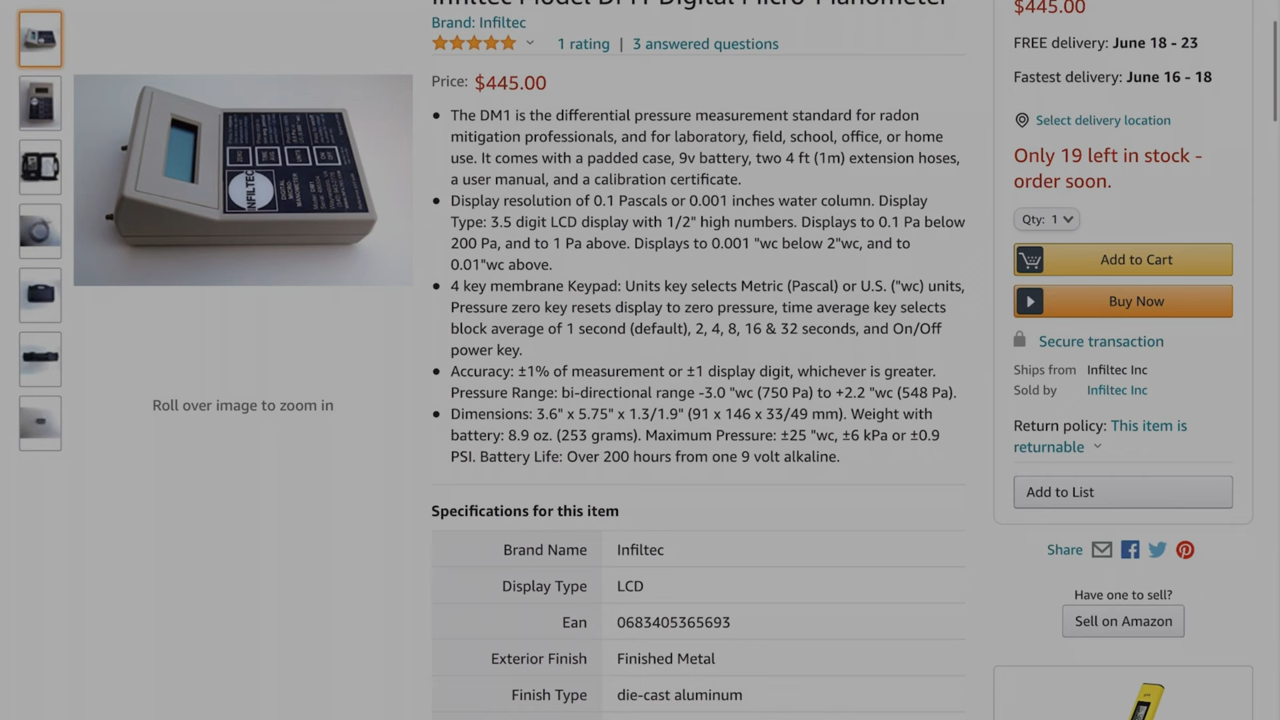 Infiltec Model DM1 Digital Micro-Manometer
Brand: Infiltec
1 rating | 3 answered questions
Price: $445.00
• The DM1 is the differential pressure measurement standard for radon
mitigation professionals, and for laboratory, field, school, office, or home
use. It comes with a padded case, 9v battery, two 4 ft (1m) extension hoses,
a user manual, and a calibration certificate.
• Display resolution of 0.1 Pascals or 0.001 inches water column. Display
Type: 3.5 digit LCD display with 1/2" high numbers. Displays to 0.1 Pa below
200 Pa, and to 1 Pa above. Displays to 0.001 "wc below 2"wc, and to
0.01"wc above.
• 4 key membrane Keypad: Units key selects Metric (Pascal) or U.S. ("wc) units,
Pressure zero key resets display to zero pressure, time average key selects
block average of 1 second (default), 2, 4, 8, 16 & 32 seconds, and On/Off
power key.
• Accuracy: ±1% of measurement or ±1 display digit, whichever is greater.
Pressure Range: bi-directional range -3.0 "wc (750 Pa) to +2.2 "wc (548 Pa).
• Dimensions: 3.6" x 5.75" x 1.3/1.9" (91 x 146 x 33/49 mm). Weight with
battery: 8.9 oz. (253 grams). Maximum Pressure: ±25 "wc, ±6 kPa or ±0.9
PSI. Battery Life: Over 200 hours from one 9 volt alkaline.
Specifications for this item
Brand Name Infiltec
Display Type LCD
Ean 0683405365693
Exterior Finish Finished Metal
Finish Type die-cast aluminum
INFILTEC
DIGITAL
MICRO-
MANOMETER
Roll over image to zoom in
$445.00
FREE delivery: June 18 - 23
Fastest delivery: June 16 - 18
Select delivery location
Only 19 left in stock -
order soon.
Qty: 1
Add to Cart
Buy Now
Secure transaction
Ships from Infiltec Inc
Sold by Infiltec Inc
Return policy: This item is
returnable
Add to List
Share
Have one to sell?
Sell on Amazon